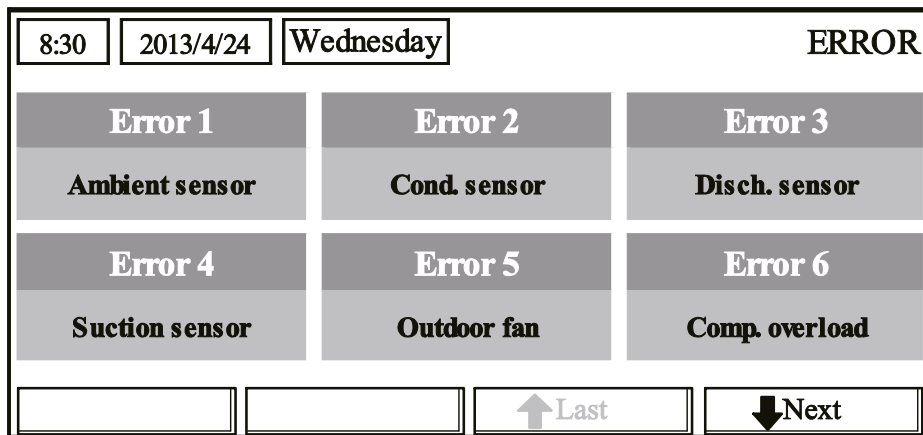 8:30 2013/4/24 Wednesday ERROR
Error 1 Error 2 Error 3
Ambient sensor Cond. sensor Disch. sensor
Error 4 Error 5 Error 6
Suction sensor Outdoor fan Comp. overload
Last Next